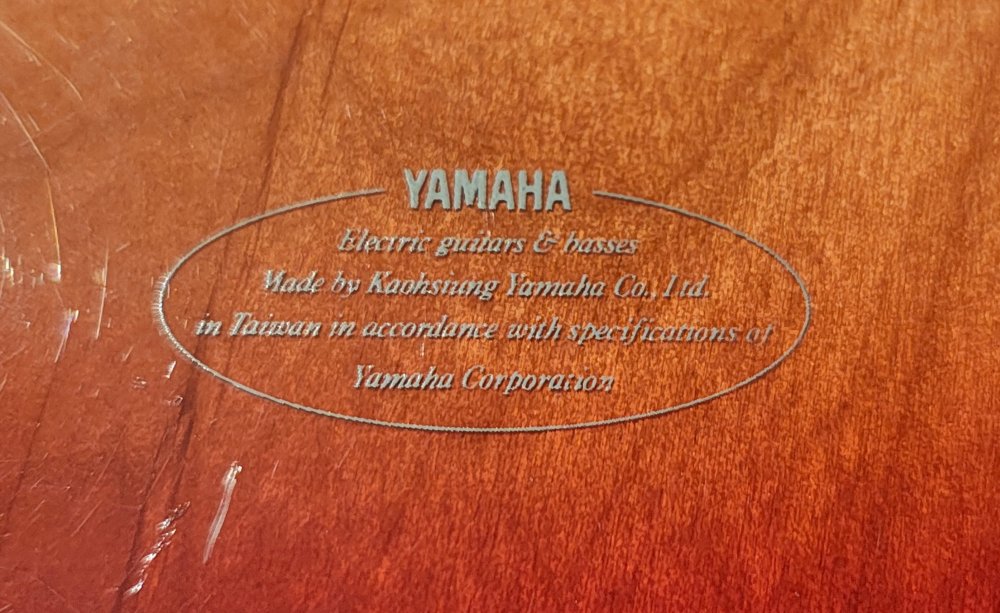 YAMAHA
Electric guitars & basses
Made by Kaohsiung Yamaha Co., Ltd.
in Taiwan in accordance with specifications of
Yamaha Corporation